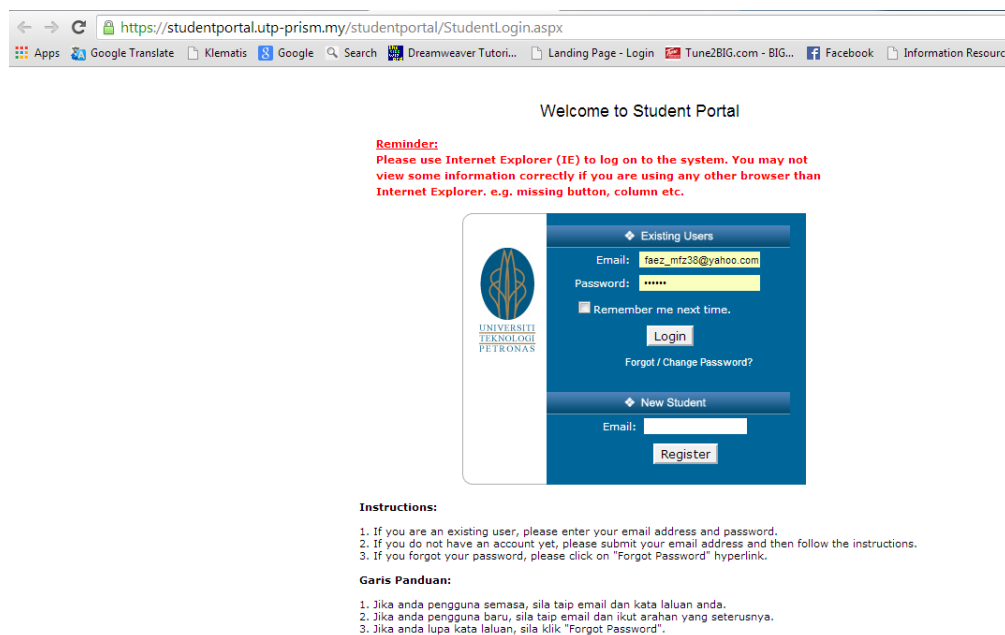 https://studentportal.utp-prism.my/studentportal/StudentLogin.aspx
Apps Google Translate Klematis Google Search Dreamweaver Tutori... Landing Page - Login Tune2BIG.com - BIG... Facebook Information Resourc
Welcome to Student Portal
Reminder:
Please use Internet Explorer (IE) to log on to the system. You may not
view some information correctly if you are using any other browser than
Internet Explorer. e.g. missing button, column etc.
Existing Users
Email: faez_mfz38@yahoo.com
Password: ••••••
Remember me next time.
Login
Forgot / Change Password?
UNIVERSITI
TEKNOLOGI
PETRONAS
New Student
Email:
Register
Instructions:
1. If you are an existing user, please enter your email address and password.
2. If you do not have an account yet, please submit your email address and then follow the instructions.
3. If you forgot your password, please click on "Forgot Password" hyperlink.
Garis Panduan:
1. Jika anda pengguna semasa, sila taip email dan kata laluan anda.
2. Jika anda pengguna baru, sila taip email dan ikut arahan yang seterusnya.
3. Jika anda lupa kata laluan, sila klik "Forgot Password".